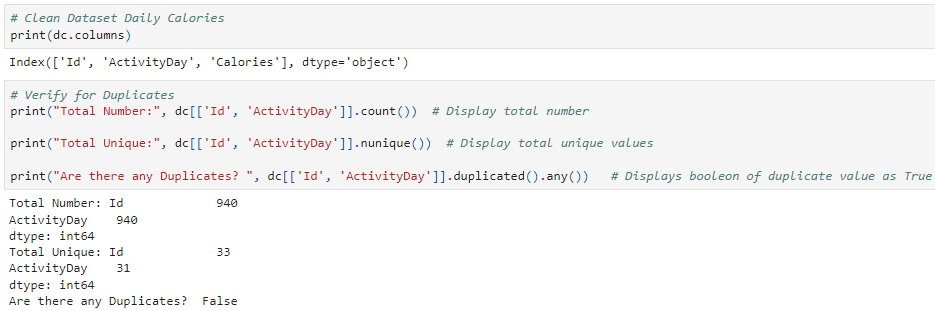 # Clean Dataset Daily Calories
print(dc.columns)
Index(['Id', 'ActivityDay', 'Calories'], dtype='object')
# Verify for Duplicates
print("Total Number:", dc[['Id', 'ActivityDay']].count())  # Display total number
print("Total Unique:", dc[['Id', 'ActivityDay']].nunique())  # Display total unique values
print("Are there any Duplicates? ", dc[['Id', 'ActivityDay']].duplicated().any())   # Displays booleon of duplicate value as True
Total Number: Id             940
ActivityDay    940
dtype: int64
Total Unique: Id             33
ActivityDay    31
dtype: int64
Are there any Duplicates?  False